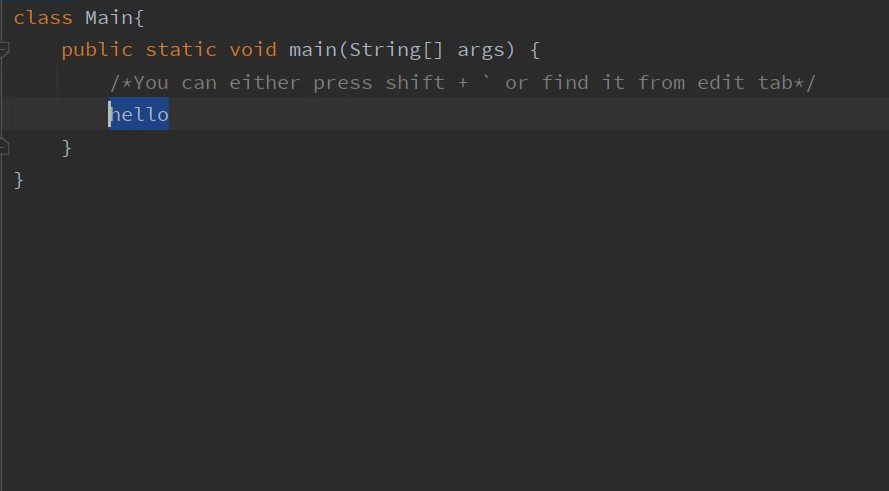 class Main{
    public static void main(String[] args) {
        /*You can either press shift + ` or find it from edit tab*/
        hello
    }
}